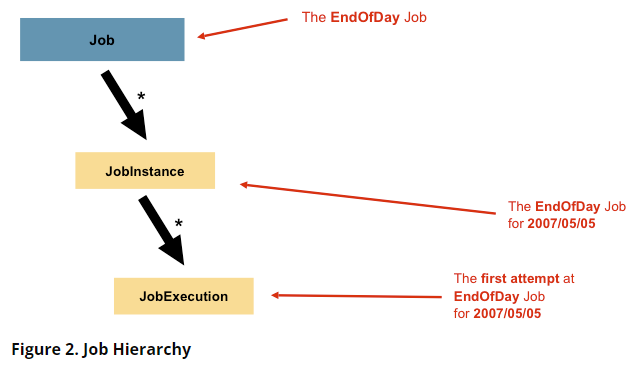 The EndOfDay Job
Job
*
JobInstance
The EndOfDay Job
for 2007/05/05
*
The first attempt at
EndOfDay Job
for 2007/05/05
JobExecution
Figure 2. Job Hierarchy